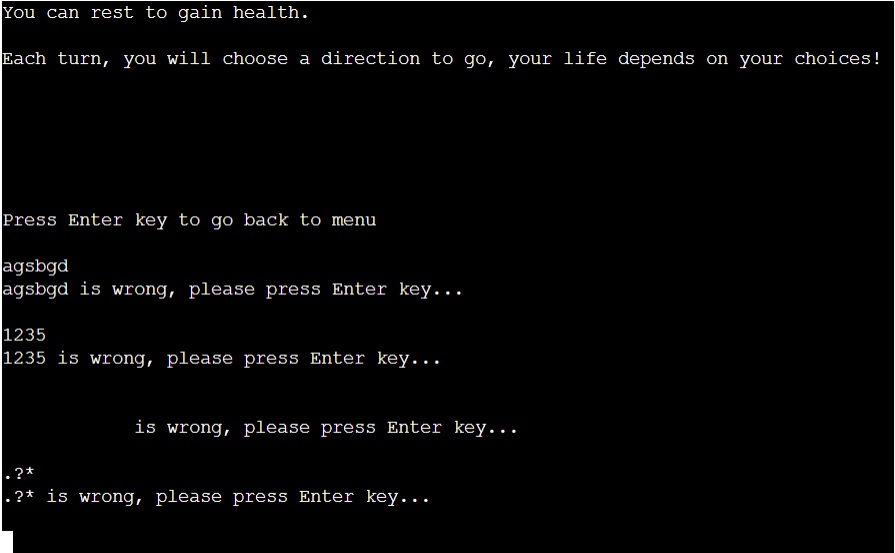 You can rest to gain health.
Each turn, you will choose a direction to go, your life depends on your choices!
Press Enter key to go back to menu
agsbgd
agsbgd is wrong, please press Enter key...
1235
1235 is wrong, please press Enter key...
is wrong, please press Enter key...
.?*
.?* is wrong, please press Enter key...